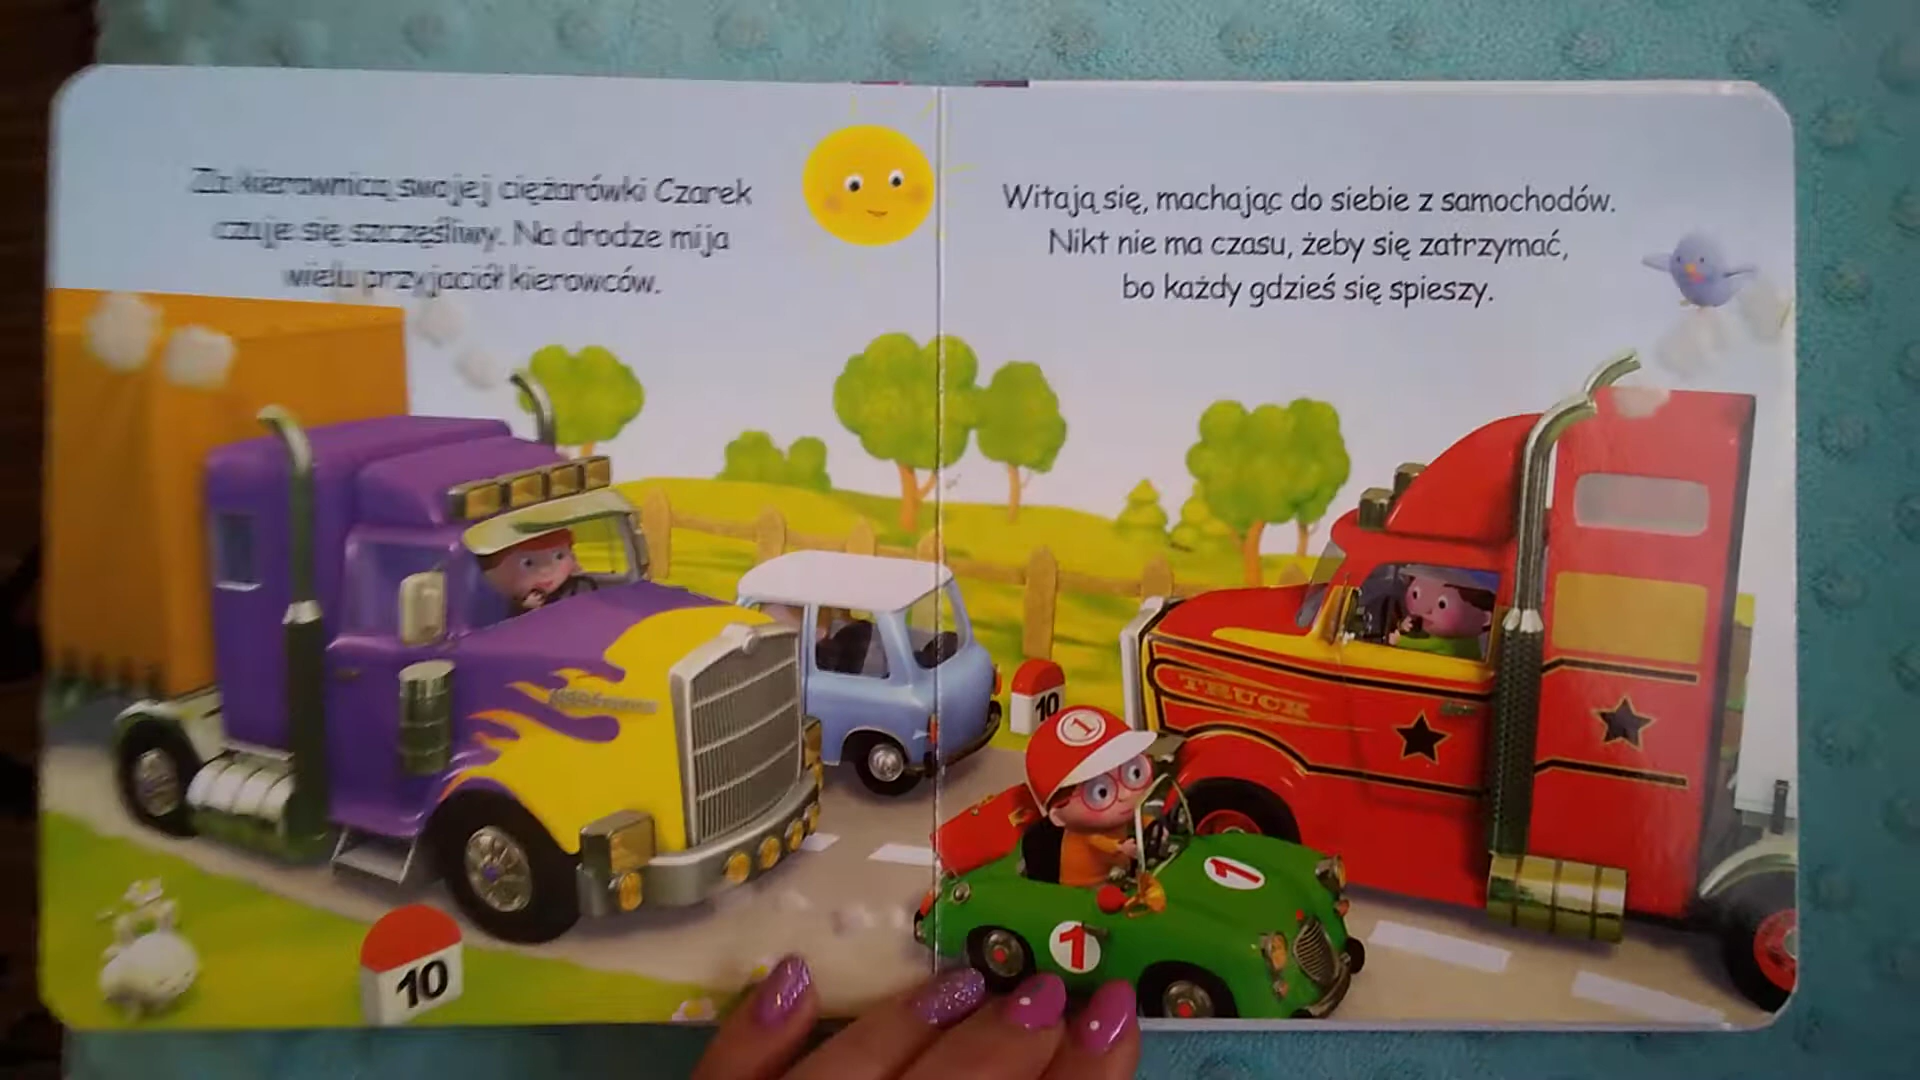 Za kierownicą swojej ciężarówki Czarek
czuje się szczęśliwy. Na drodze mija
wielu przyjaciół kierowców.
Witają się, machając do siebie z samochodów.
Nikt nie ma czasu, żeby się zatrzymać,
bo każdy gdzieś się spieszy.
TRUCK
10
1
1
1
10